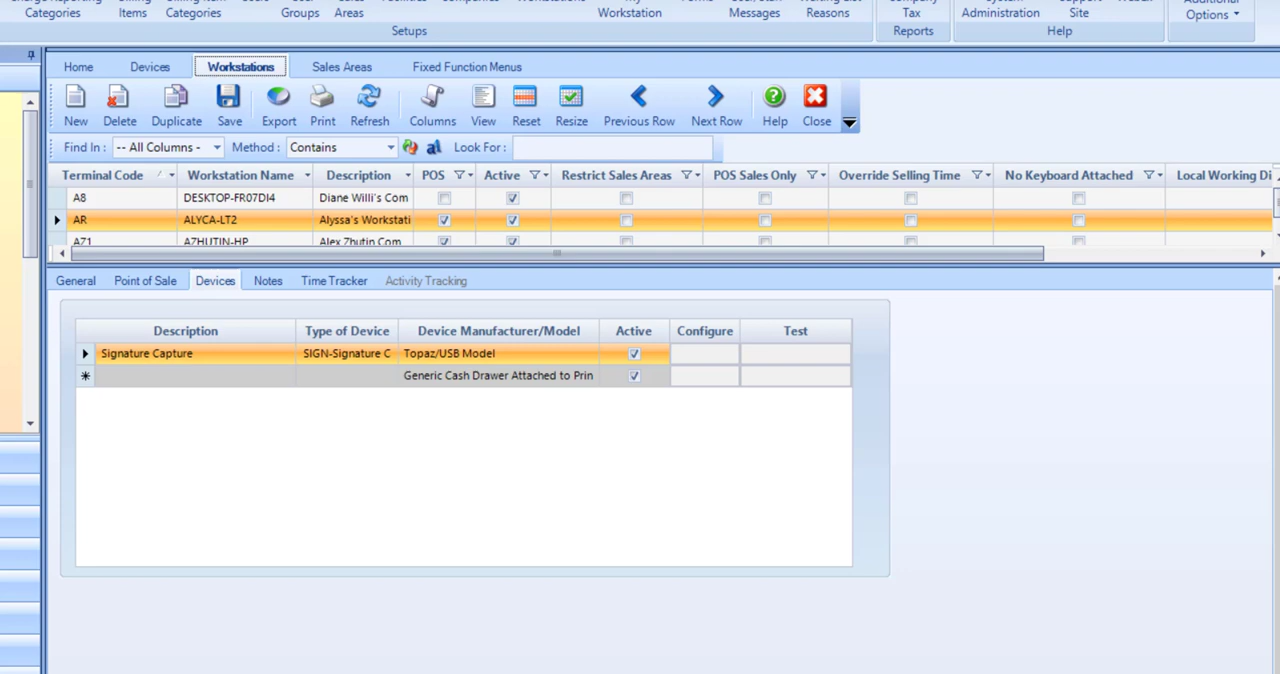 Categories Items Categories Groups Areas Workstation Messages Reasons Tax Administration Site Options
Setups Reports Help
Home Devices Workstations Sales Areas Fixed Function Menus
New Delete Duplicate Save Export Print Refresh Columns View Reset Resize Previous Row Next Row Help Close
Find In : -- All Columns - Method : Contains Look For :
Terminal Code Workstation Name Description POS Active Restrict Sales Areas POS Sales Only Override Selling Time No Keyboard Attached Local Working Di
A8 DESKTOP-FR07DI4 Diane Willi's Com
AR ALYCA-LT2 Alyssa's Workstati
AZ1 AZHUTIN-HP Alex Zhutin Com
General Point of Sale Devices Notes Time Tracker Activity Tracking
Description Type of Device Device Manufacturer/Model Active Configure Test
Signature Capture SIGN-Signature C Topaz/USB Model
Generic Cash Drawer Attached to Prin